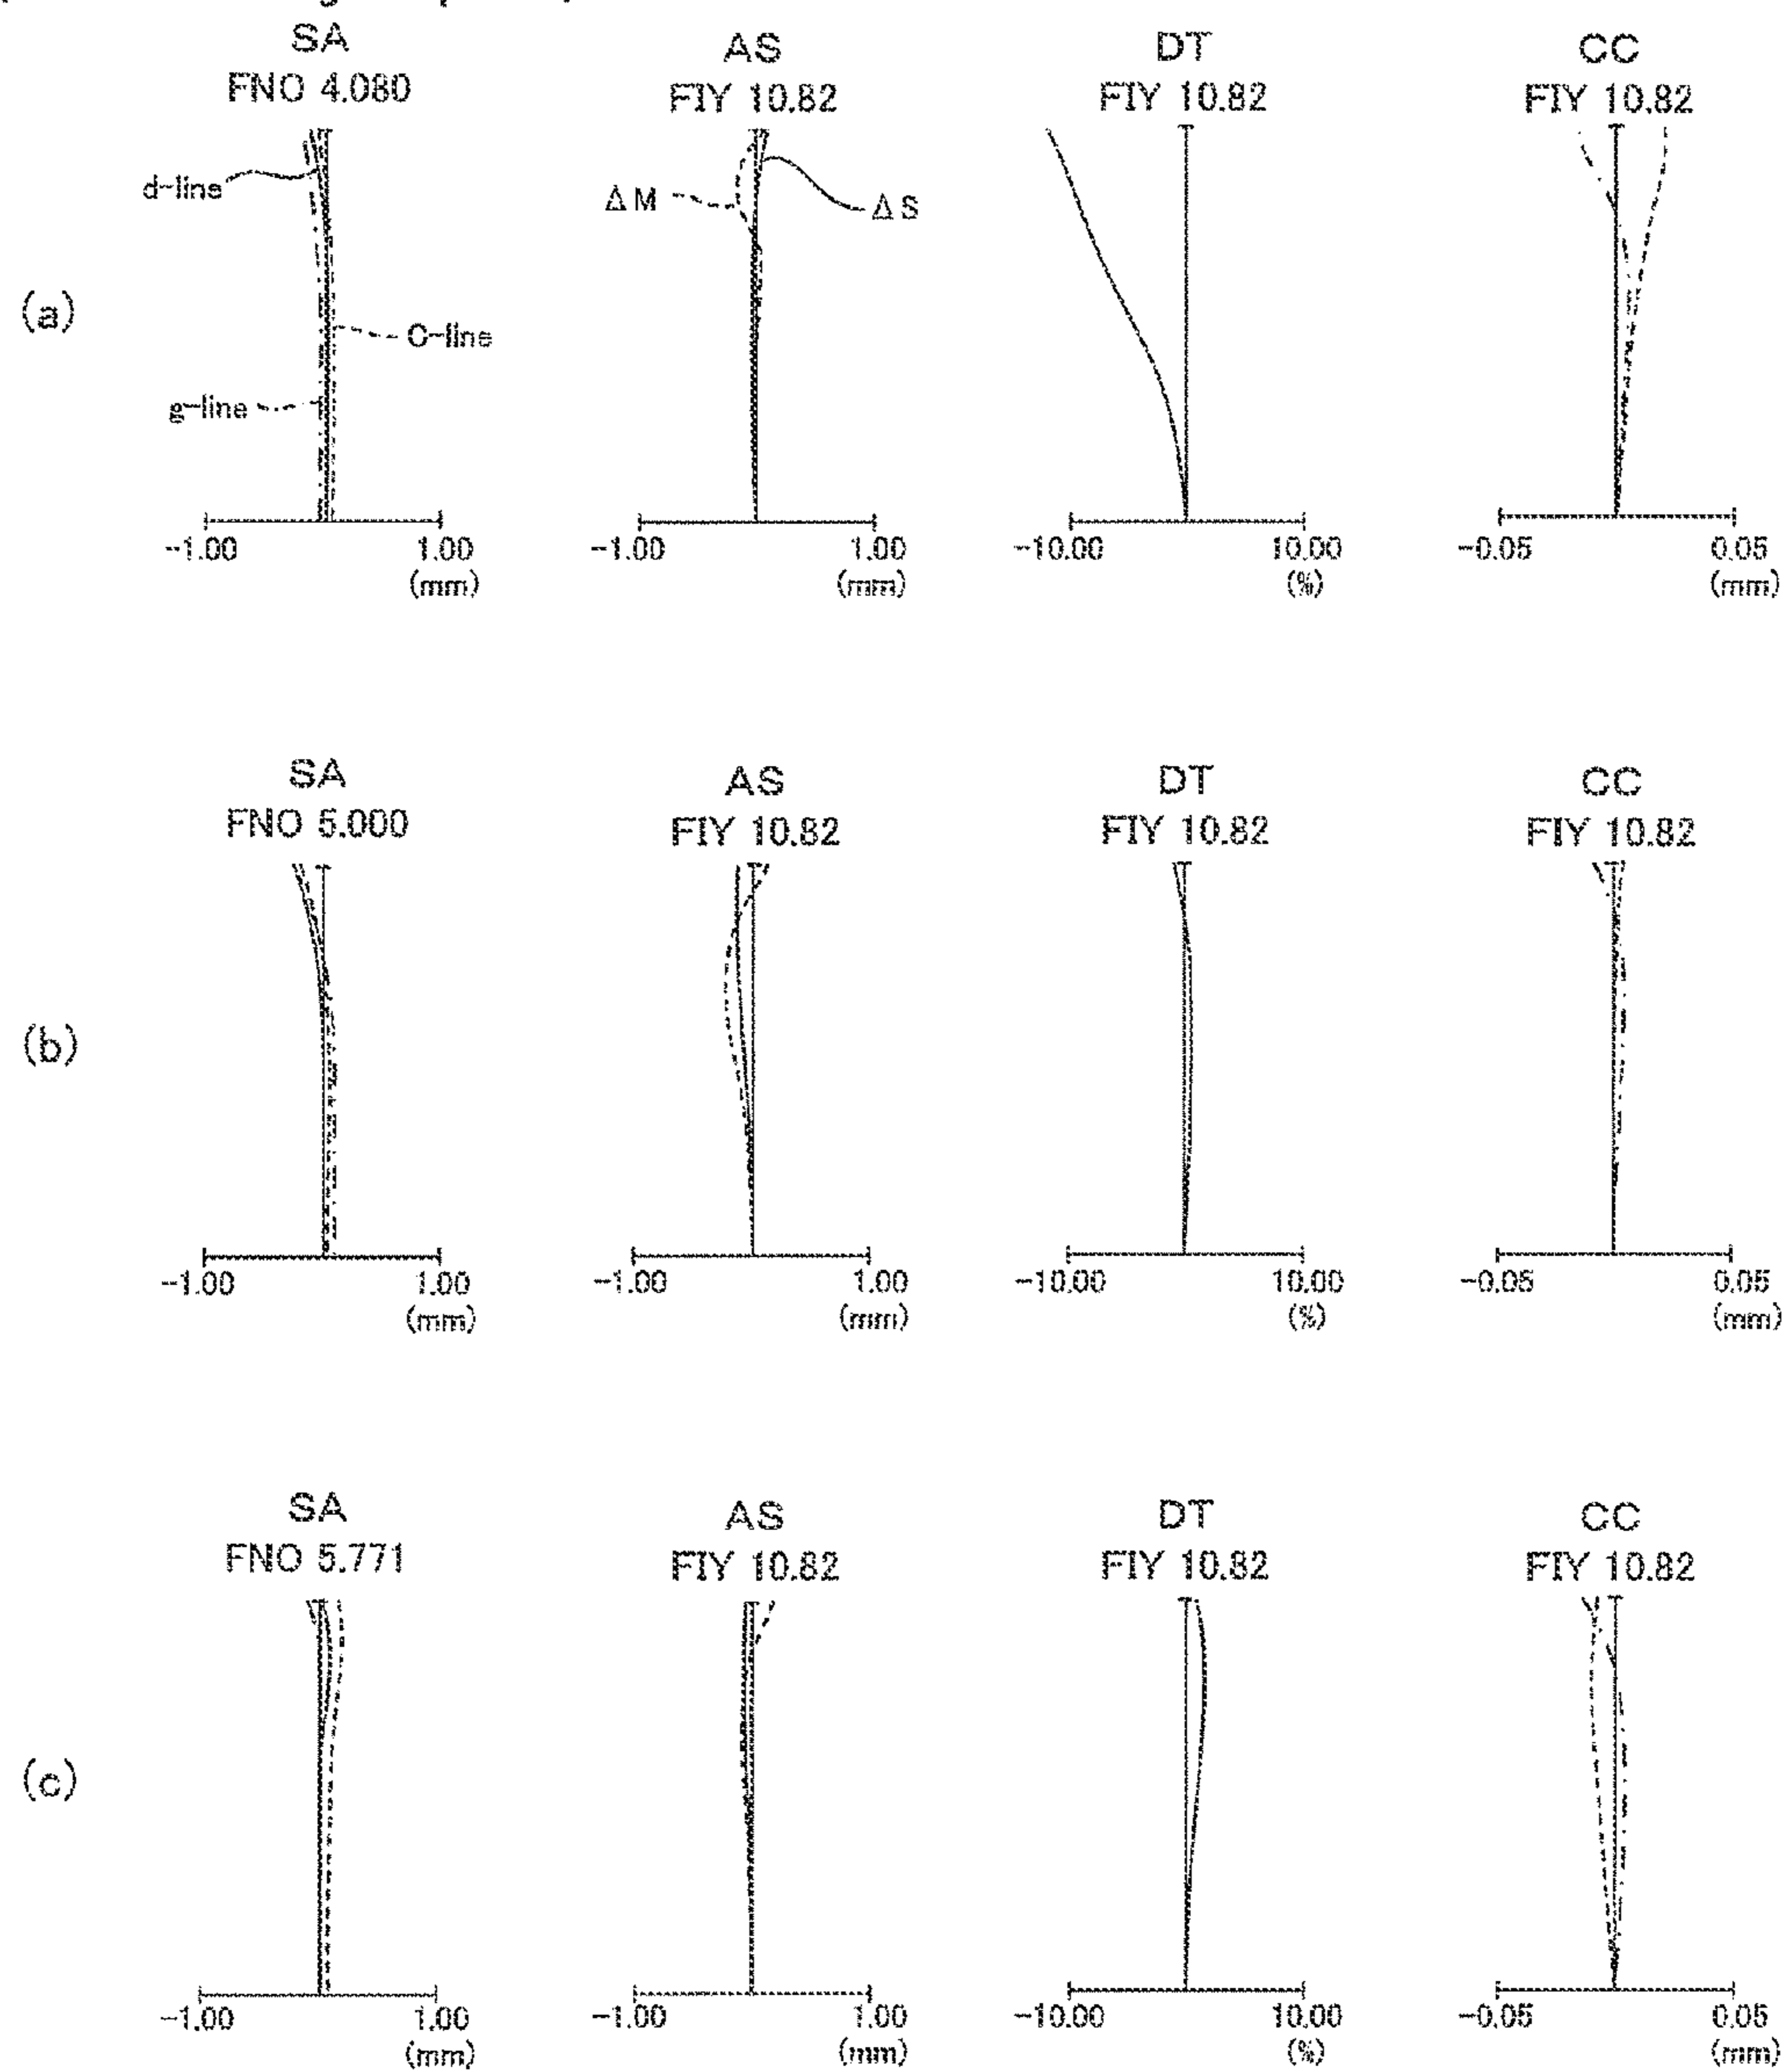 SA
FNO 4.080
AS
FIY 10.82
DT
FIY 10.82
CC
FIY 10.82
d-line
ΔM
ΔS
(a)
C-line
g-line
-1.00 1.00
(mm)
-1.00 1.00
(mm)
-10.00 10.00
(%)
-0.05 0.05
(mm)
SA
FNO 5.000
AS
FIY 10.82
DT
FIY 10.82
CC
FIY 10.82
(b)
-1.00 1.00
(mm)
-1.00 1.00
(mm)
-10.00 10.00
(%)
-0.05 0.05
(mm)
SA
FNO 5.771
AS
FIY 10.82
DT
FIY 10.82
CC
FIY 10.82
(c)
-1.00 1.00
(mm)
-1.00 1.00
(mm)
-10.00 10.00
(%)
-0.05 0.05
(mm)